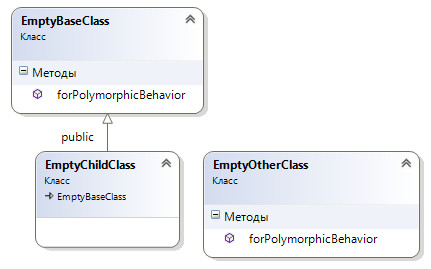 EmptyBaseClass
Класс
Методы
forPolymorphicBehavior
public
EmptyChildClass
Класс
EmptyBaseClass
EmptyOtherClass
Класс
Методы
forPolymorphicBehavior